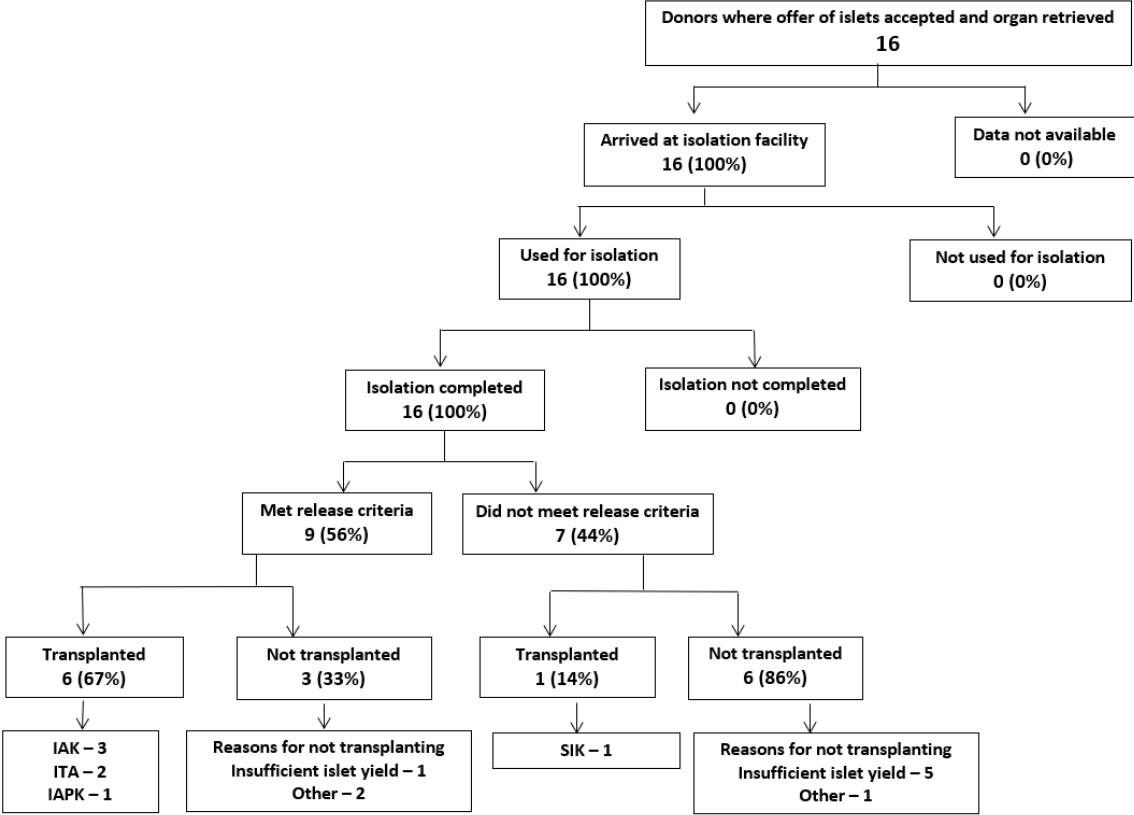 Donors where offer of islets accepted and organ retrieved
16
Arrived at isolation facility
16 (100%)
Data not available
0 (0%)
Used for isolation
16 (100%)
Not used for isolation
0 (0%)
Isolation completed
16 (100%)
Isolation not completed
0 (0%)
Met release criteria
9 (56%)
Did not meet release criteria
7 (44%)
Transplanted
6 (67%)
Not transplanted
3 (33%)
Transplanted
1 (14%)
Not transplanted
6 (86%)
IAK – 3
ITA – 2
IAPK – 1
Reasons for not transplanting
Insufficient islet yield – 1
Other – 2
SIK – 1
Reasons for not transplanting
Insufficient islet yield – 5
Other – 1